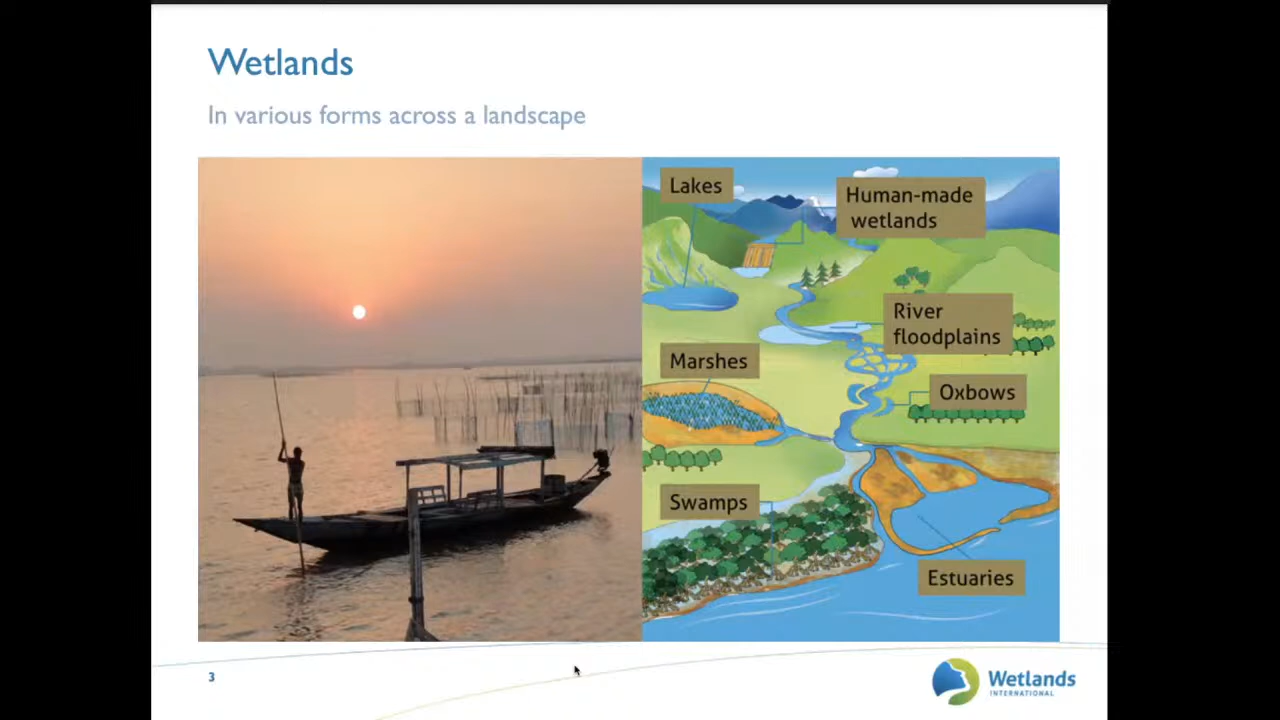 Wetlands
In various forms across a landscape
Lakes
Human-made
wetlands
River
floodplains
Marshes
Oxbows
Swamps
Estuaries
3
Wetlands
INTERNATIONAL